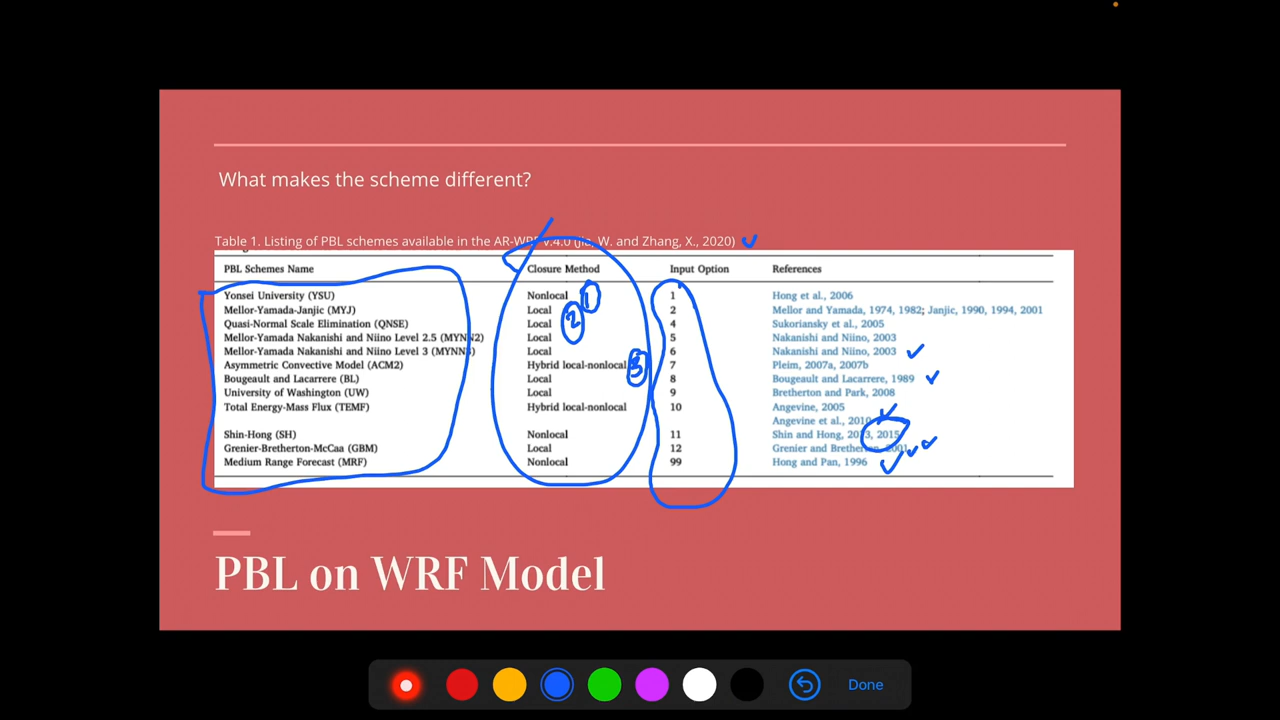 What makes the scheme different?
Table 1. Listing of PBL schemes available in the AR-WRF v.4.0 (Jia, W. and Zhang, X., 2020)
PBL Schemes Name Closure Method Input Option References
Yonsei University (YSU) Nonlocal 1 Hong et al., 2006
1
Mellor-Yamada-Janjic (MYJ) Local 2 Mellor and Yamada, 1974, 1982; Janjic, 1990, 1994, 2001
2
Quasi-Normal Scale Elimination (QNSE) Local 4 Sukoriansky et al., 2005
Mellor-Yamada Nakanishi and Niino Level 2.5 (MYNN2) Local 5 Nakanishi and Niino, 2003
Mellor-Yamada Nakanishi and Niino Level 3 (MYNN3) Local 6 Nakanishi and Niino, 2003
Asymmetric Convective Model (ACM2) Hybrid local-nonlocal 7 Pleim, 2007a, 2007b
3
Bougeault and Lacarrere (BL) Local 8 Bougeault and Lacarrere, 1989
University of Washington (UW) Local 9 Bretherton and Park, 2008
Total Energy-Mass Flux (TEMF) Hybrid local-nonlocal 10 Angevine, 2005
Angevine et al., 2010
Shin-Hong (SH) Nonlocal 11 Shin and Hong, 2013, 2015
Grenier-Bretherton-McCaa (GBM) Local 12 Grenier and Bretherton, 2001
Medium Range Forecast (MRF) Nonlocal 99 Hong and Pan, 1996
PBL on WRF Model
Done